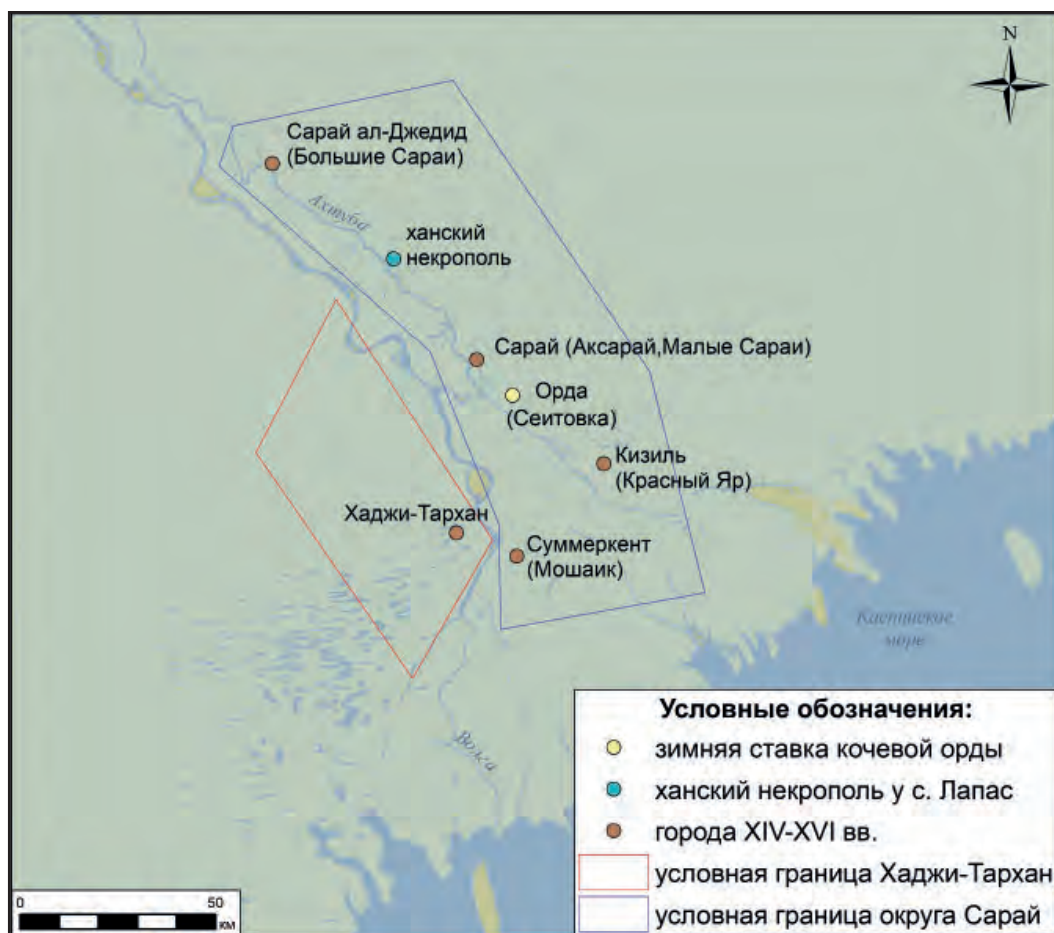 N
Сарай ал-Джедид
(Большие Сараи)
Ахтуба
ханский
некрополь
Сарай (Аксарай,Малые Сараи)
Орда
(Сеитовка)
Кизиль
(Красный Яр)
Хаджи-Тархан
Суммеркент
(Мошаик)
Каспийское
море
Волга
Условные обозначения:
зимняя ставка кочевой орды
ханский некрополь у с. Лапас
города XIV-XVI вв.
условная граница Хаджи-Тархан
условная граница округа Сарай
0 50
км